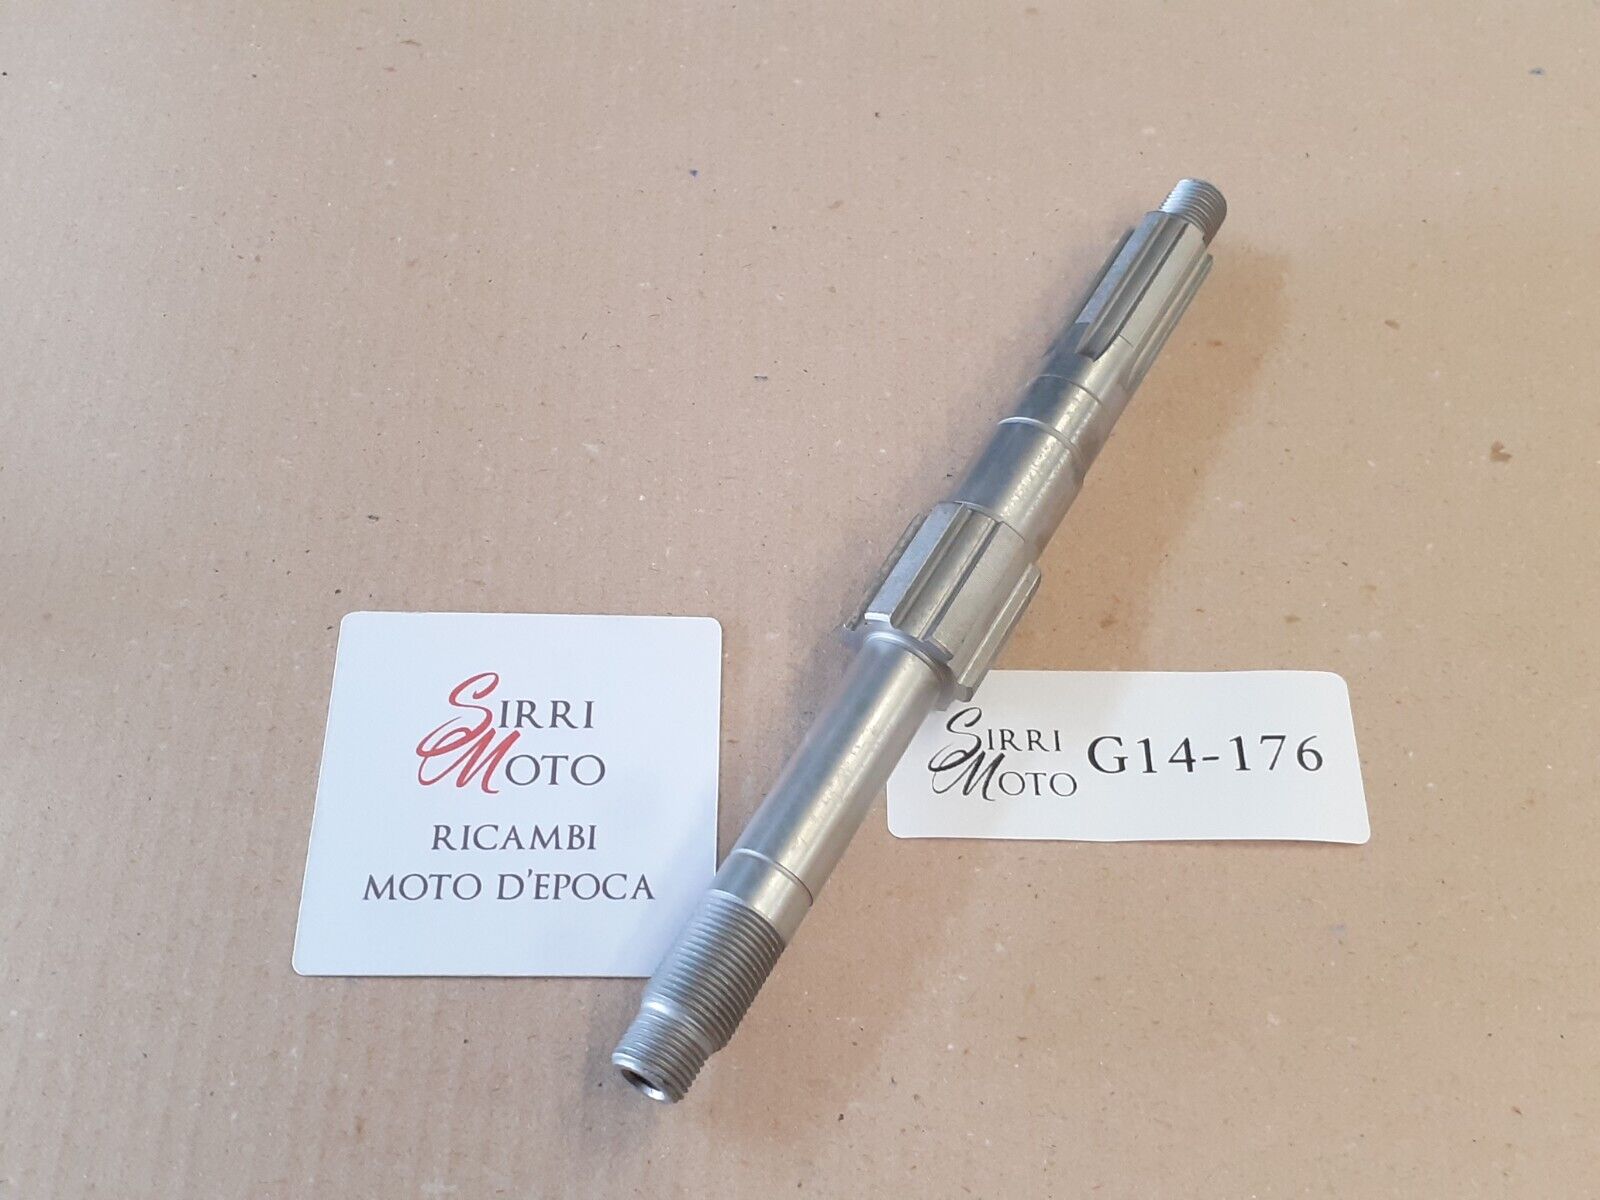 SIRRI
MOTO
RICAMBI
MOTO D'EPOCA
SIRRI
MOTO
G14-176